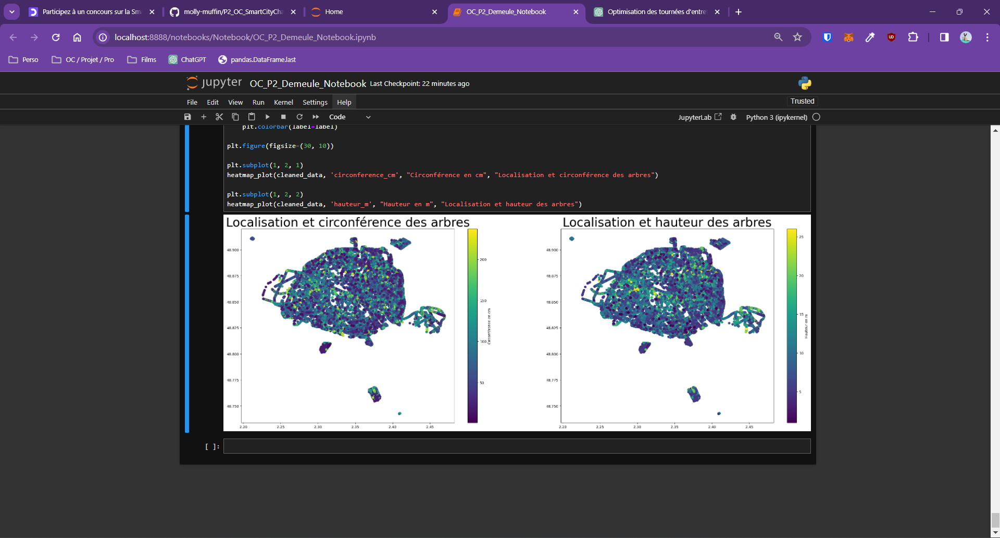 Participez à un concours sur la Sm
molly-muffin/P2_OC_SmartCityCha
Home
OC_P2_Demeule_Notebook
Optimisation des tournées d'entre
localhost:8888/notebooks/Notebook/OC_P2_Demeule_Notebook.ipynb
Perso
OC / Projet / Pro
Films
ChatGPT
pandas.DataFrame.last
jupyter OC_P2_Demeule_Notebook Last Checkpoint: 22 minutes ago
File Edit View Run Kernel Settings Help
Trusted
Code
JupyterLab
Python 3 (ipykernel)
plt.colorbar(label=label)
plt.figure(figsize=(30, 10))
plt.subplot(1, 2, 1)
heatmap_plot(cleaned_data, 'circonference_cm', "Circonférence en cm", "Localisation et circonférence des arbres")
plt.subplot(1, 2, 2)
heatmap_plot(cleaned_data, 'hauteur_m', "Hauteur en m", "Localisation et hauteur des arbres")
Localisation et circonférence des arbres
48.900
48.875
48.850
48.825
48.800
48.775
48.750
2.20 2.25 2.30 2.35 2.40 2.45
200
150
100
50
Circonférence en cm
Localisation et hauteur des arbres
48.900
48.875
48.850
48.825
48.800
48.775
48.750
2.20 2.25 2.30 2.35 2.40 2.45
25
20
15
10
5
Hauteur en m
[ ]: